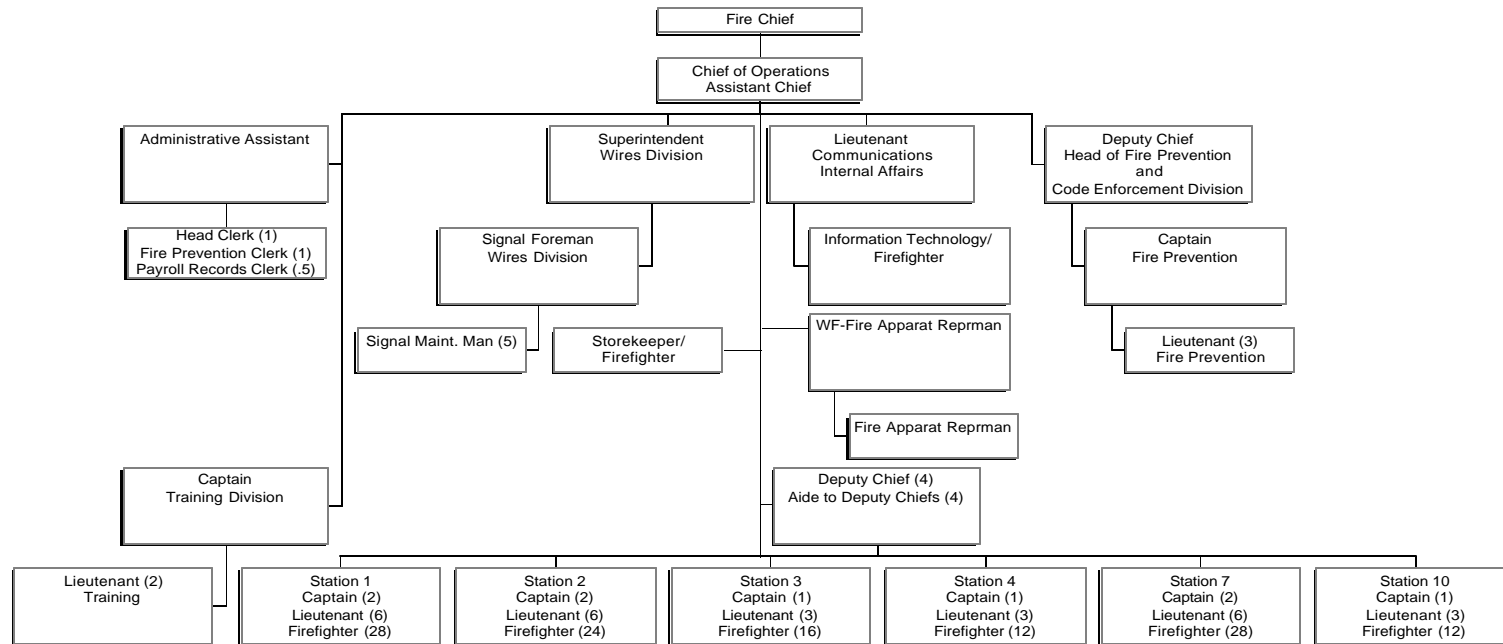 Fire Chief
Chief of Operations
Assistant Chief
Administrative Assistant
Superintendent
Wires Division
Lieutenant
Communications
Internal Affairs
Deputy Chief
Head of Fire Prevention
and
Code Enforcement Division
Head Clerk (1)
Fire Prevention Clerk (1)
Payroll Records Clerk (.5)
Signal Foreman
Wires Division
Information Technology/
Firefighter
Captain
Fire Prevention
Signal Maint. Man (5)
Storekeeper/
Firefighter
WF-Fire Apparat Reprman
Lieutenant (3)
Fire Prevention
Fire Apparat Reprman
Captain
Training Division
Deputy Chief (4)
Aide to Deputy Chiefs (4)
Lieutenant (2)
Training
Station 1
Captain (2)
Lieutenant (6)
Firefighter (28)
Station 2
Captain (2)
Lieutenant (6)
Firefighter (24)
Station 3
Captain (1)
Lieutenant (3)
Firefighter (16)
Station 4
Captain (1)
Lieutenant (3)
Firefighter (12)
Station 7
Captain (2)
Lieutenant (6)
Firefighter (28)
Station 10
Captain (1)
Lieutenant (3)
Firefighter (12)